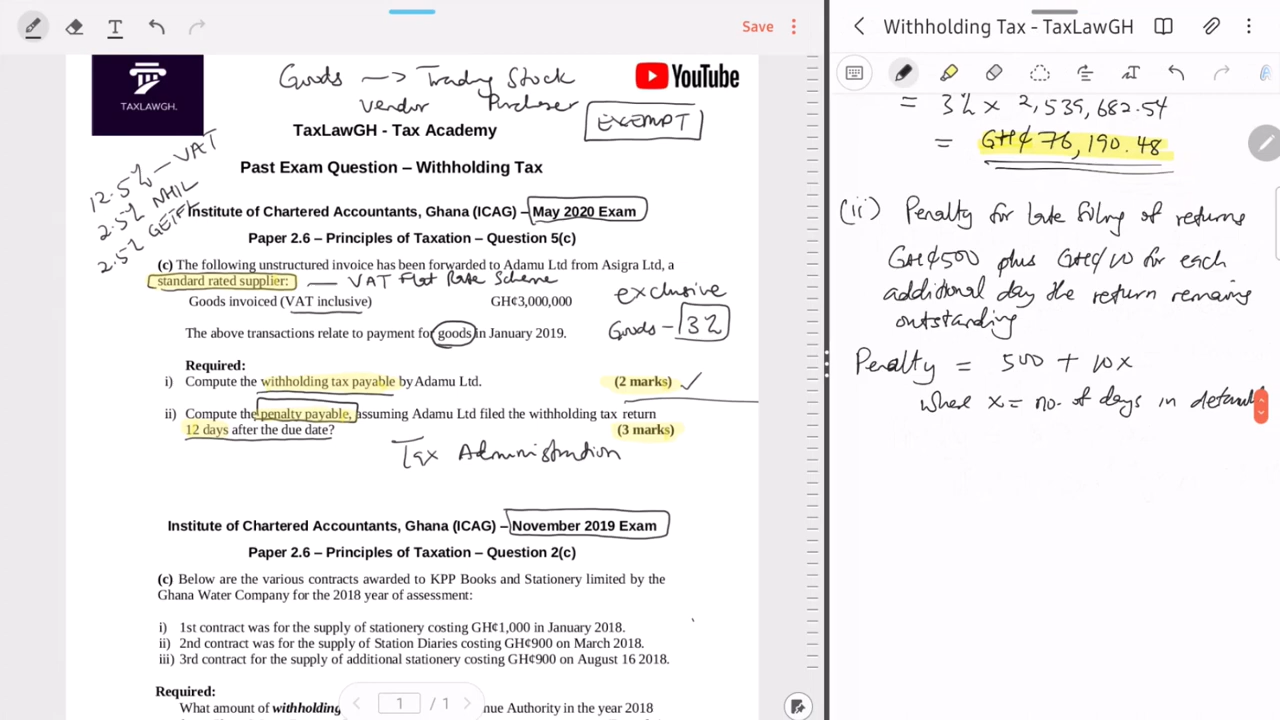 Save
Goods → Trading Stock
vendor Purchaser
EXEMPT
YouTube
TAXLAWGH.
TaxLawGH - Tax Academy
Past Exam Question – Withholding Tax
12.5% – VAT
2.5% NHIL
2.5% GETFL
Institute of Chartered Accountants, Ghana (ICAG) – May 2020 Exam
Paper 2.6 – Principles of Taxation – Question 5(c)
(c) The following unstructured invoice has been forwarded to Adamu Ltd from Asigra Ltd, a
standard rated supplier: — VAT Flat Rate Scheme
Goods invoiced (VAT inclusive) GH¢3,000,000
exclusive
The above transactions relate to payment for goods in January 2019.
Goods – 3%
Required:
i) Compute the withholding tax payable by Adamu Ltd. (2 marks) ✓
ii) Compute the penalty payable, assuming Adamu Ltd filed the withholding tax return
12 days after the due date? (3 marks)
Tax Administration
Institute of Chartered Accountants, Ghana (ICAG) – November 2019 Exam
Paper 2.6 – Principles of Taxation – Question 2(c)
(c) Below are the various contracts awarded to KPP Books and Stationery limited by the
Ghana Water Company for the 2018 year of assessment:
i) 1st contract was for the supply of stationery costing GH¢1,000 in January 2018.
ii) 2nd contract was for the supply of Station Diaries costing GH¢900 on March 2018.
iii) 3rd contract for the supply of additional stationery costing GH¢900 on August 16 2018.
Required:
What amount of withholding nue Authority in the year 2018
1 / 1
Withholding Tax - TaxLawGH
= 3% × 2,539,682.54
= GH¢76,190.48
(ii) Penalty for late filing of returns
GH¢500 plus GH¢10 for each
additional day the return remains
outstanding
Penalty = 500 + 10x
where x = no. of days in default